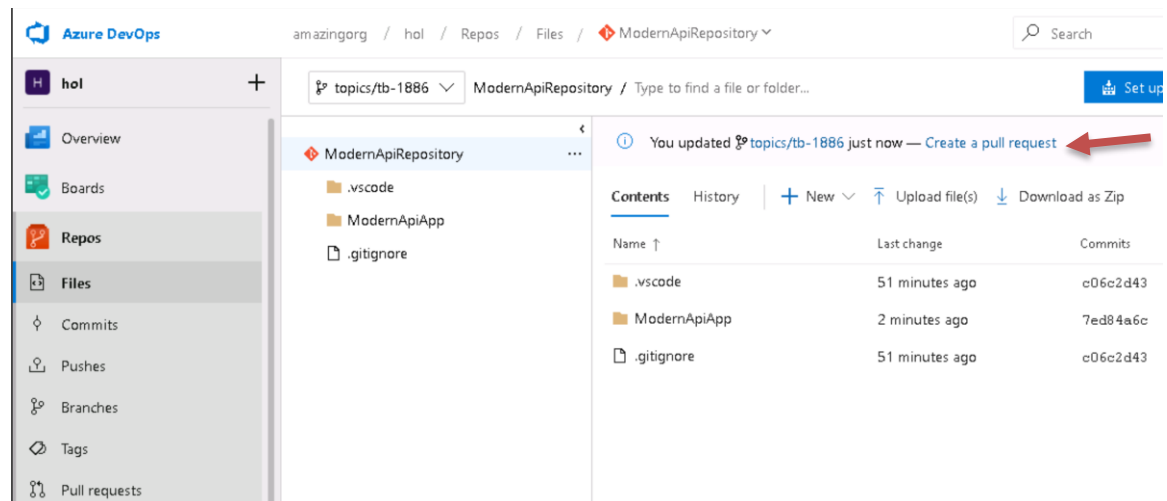 Azure DevOps
amazingorg / hol / Repos / Files / ModernApiRepository
Search
H hol
topics/tb-1886
ModernApiRepository / Type to find a file or folder...
Set up
Overview
Boards
Repos
Files
Commits
Pushes
Branches
Tags
Pull requests
ModernApiRepository ...
.vscode
ModernApiApp
.gitignore
You updated topics/tb-1886 just now — Create a pull request
Contents History + New Upload file(s) Download as Zip
Name ↑ Last change Commits
.vscode 51 minutes ago c06c2d43
ModernApiApp 2 minutes ago 7ed84a6c
.gitignore 51 minutes ago c06c2d43